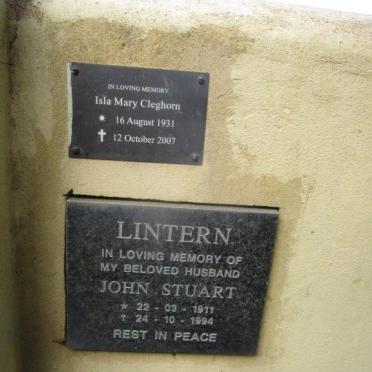 IN LOVING MEMORY
Isla Mary Cleghorn
* 16 August 1931
✝ 12 October 2007
LINTERN
IN LOVING MEMORY OF
MY BELOVED HUSBAND
JOHN STUART
* 22 - 03 - 1911
† 24 - 10 - 1994
REST IN PEACE